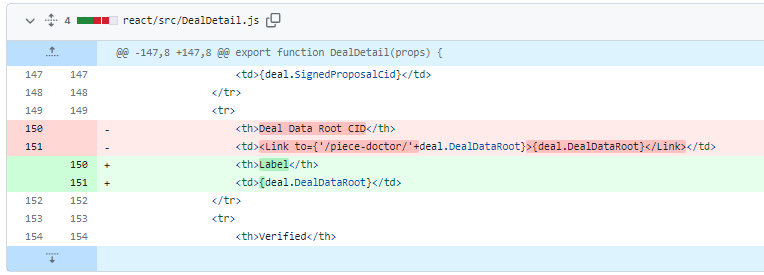 4 react/src/DealDetail.js
@@ -147,8 +147,8 @@ export function DealDetail(props) {
147 147 <td>{deal.SignedProposalCid}</td>
148 148 </tr>
149 149 <tr>
150 - <th>Deal Data Root CID</th>
151 - <td><Link to={'/piece-doctor/'+deal.DealDataRoot}>{deal.DealDataRoot}</Link></td>
150 + <th>Label</th>
151 + <td>{deal.DealDataRoot}</td>
152 152 </tr>
153 153 <tr>
154 154 <th>Verified</th>